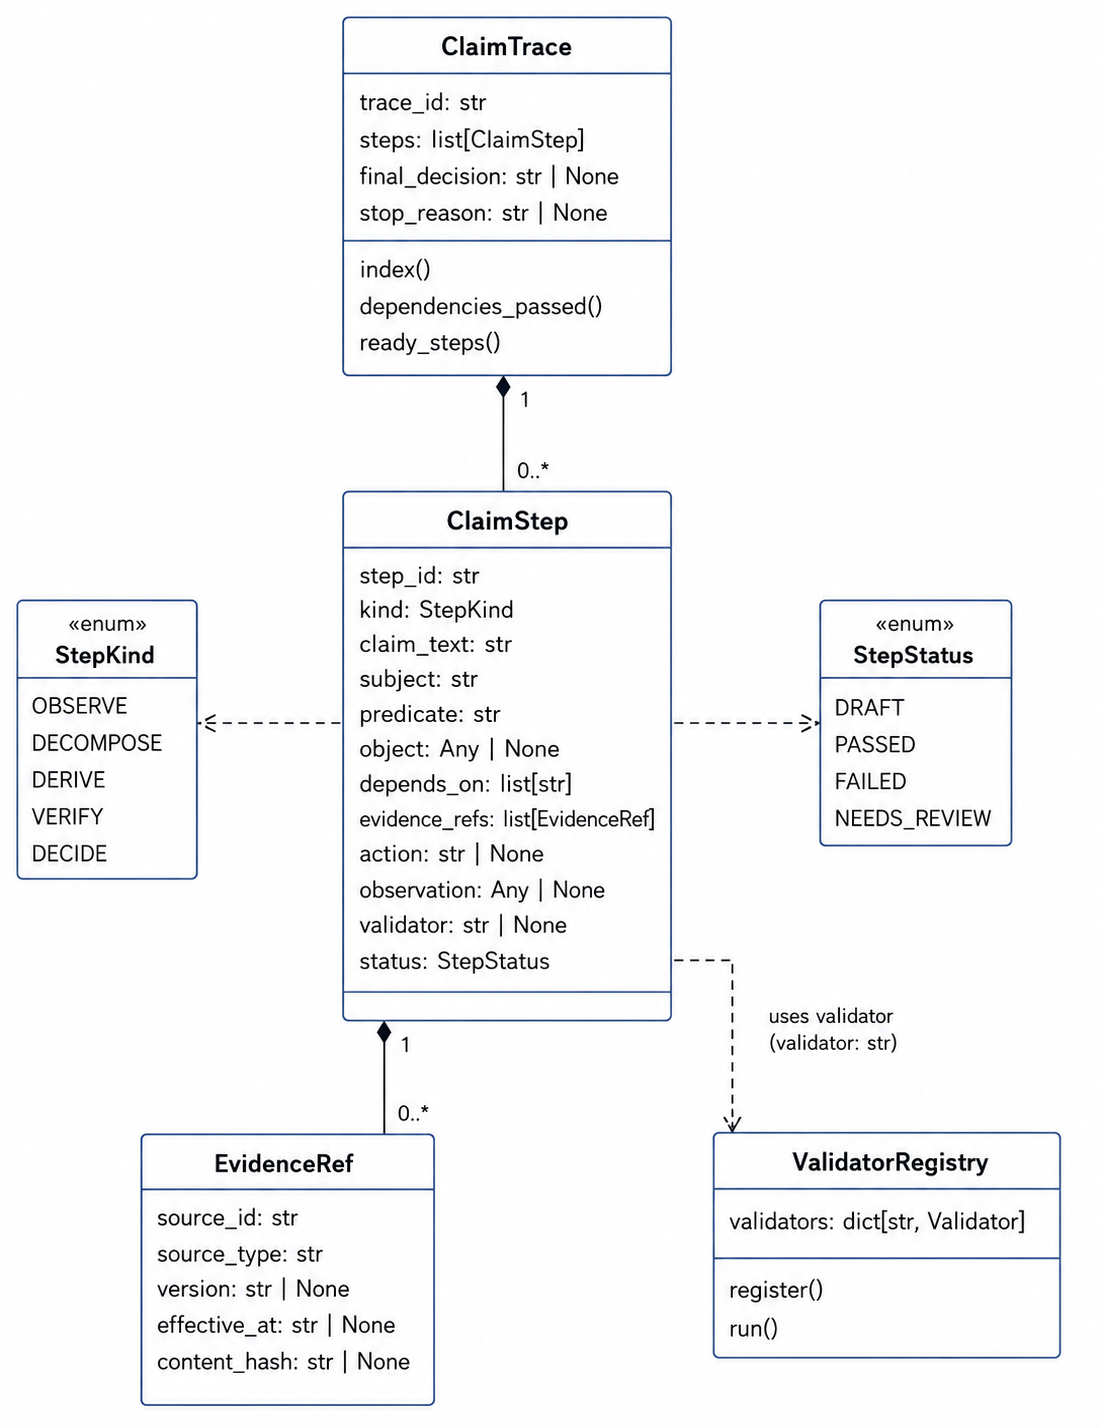 ClaimTrace
trace_id: str
steps: list[ClaimStep]
final_decision: str | None
stop_reason: str | None
index()
dependencies_passed()
ready_steps()
1
0..*
ClaimStep
step_id: str
kind: StepKind
claim_text: str
subject: str
predicate: str
object: Any | None
depends_on: list[str]
evidence_refs: list[EvidenceRef]
action: str | None
observation: Any | None
validator: str | None
status: StepStatus
«enum»
StepKind
OBSERVE
DECOMPOSE
DERIVE
VERIFY
DECIDE
«enum»
StepStatus
DRAFT
PASSED
FAILED
NEEDS_REVIEW
uses validator
(validator: str)
1
0..*
EvidenceRef
source_id: str
source_type: str
version: str | None
effective_at: str | None
content_hash: str | None
ValidatorRegistry
validators: dict[str, Validator]
register()
run()